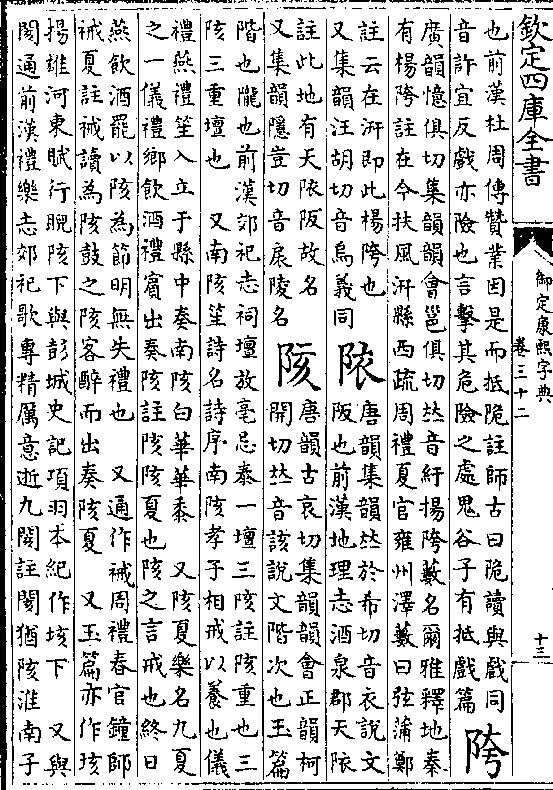 欽定四庫全書
御定康熙字典
卷三十二
十三
也前漢杜周傳贊業因是而抵陒註師古曰陒讀與戲同
音許宜反戲亦險也言擊其危險之處鬼谷子有抵戲篇
陓
廣韻憶俱切集韻韻會邕俱切𠀤音紆揚陓藪名爾雅釋地秦
有楊陓註在今扶風汧縣西疏周禮夏官雍州澤藪曰弦蒲鄭
註云在汧即此楊陓也
又集韻汪胡切音烏義同
䧇
唐韻集韻𠀤於希切音衣說文
阪也前漢地理志酒泉郡天䧇
註此地有天䧇阪故名
又集韻隱豈切音扆陵名
陔
唐韻古哀切集韻韻會正韻柯
開切𠀤音該說文階次也玉篇
階也隴也前漢郊祀志祠壇放亳忌泰一壇三陔註陔重也三
陔三重壇也 又南陔笙詩名詩序南陔孝子相戒以養也儀
禮燕禮笙入立于縣中奏南陔白華華黍 又陔夏樂名九夏
之一儀禮鄉飲酒禮賓出奏陔註陔陔夏也陔之言戒也終日
燕飲酒罷以陔為節明無失禮也 又通作祴周禮春官鐘師
祴夏註祴讀為陔鼓之陔客醉而出奏陔夏 又玉篇亦作垓
揚雄河東賦行睨陔下與彭城史記項羽本紀作垓下 又與
閡通前漢禮樂志郊祀歌專精厲意逝九閡註閡猶陔淮南子